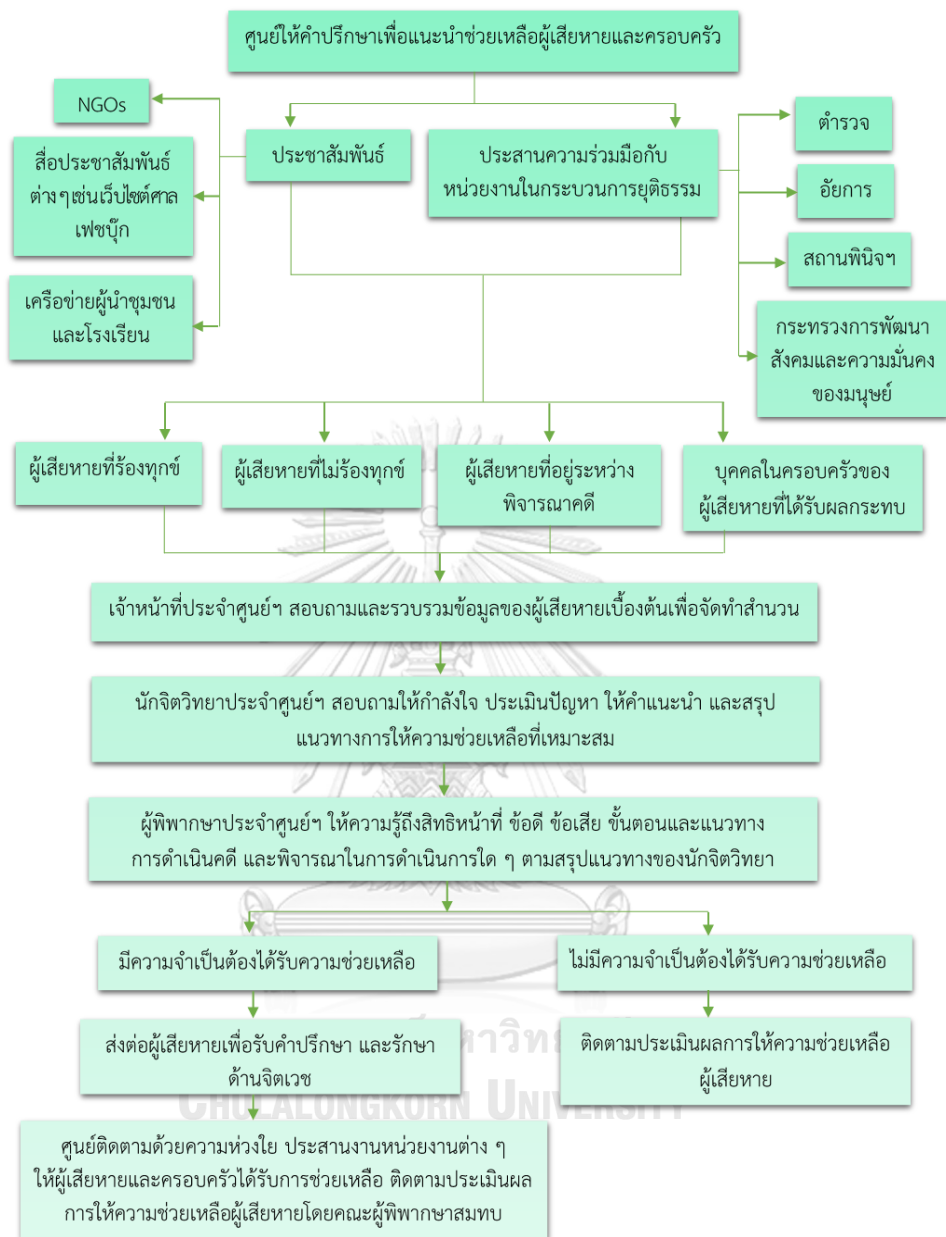 ศูนย์ให้คำปรึกษาเพื่อแนะนำช่วยเหลือผู้เสียหายและครอบครัว
NGOs
สื่อประชาสัมพันธ์
ต่างๆเช่นเว็บไซต์ศาล
เฟซบุ๊ก
เครือข่ายผู้นำชุมชน
และโรงเรียน
ประชาสัมพันธ์
ประสานความร่วมมือกับ
หน่วยงานในกระบวนการยุติธรรม
ตำรวจ
อัยการ
สถานพินิจฯ
กระทรวงการพัฒนา
สังคมและความมั่นคง
ของมนุษย์
ผู้เสียหายที่ร้องทุกข์
ผู้เสียหายที่ไม่ร้องทุกข์
ผู้เสียหายที่อยู่ระหว่าง
พิจารณาคดี
บุคคลในครอบครัวของ
ผู้เสียหายที่ได้รับผลกระทบ
เจ้าหน้าที่ประจำศูนย์ฯ สอบถามและรวบรวมข้อมูลของผู้เสียหายเบื้องต้นเพื่อจัดทำสำนวน
นักจิตวิทยาประจำศูนย์ฯ สอบถามให้กำลังใจ ประเมินปัญหา ให้คำแนะนำ และสรุป
แนวทางการให้ความช่วยเหลือที่เหมาะสม
ผู้พิพากษาประจำศูนย์ฯ ให้ความรู้ถึงสิทธิหน้าที่ ข้อดี ข้อเสีย ขั้นตอนและแนวทาง
การดำเนินคดี และพิจารณาในการดำเนินการใด ๆ ตามสรุปแนวทางของนักจิตวิทยา
มีความจำเป็นต้องได้รับความช่วยเหลือ
ไม่มีความจำเป็นต้องได้รับความช่วยเหลือ
ส่งต่อผู้เสียหายเพื่อรับคำปรึกษา และรักษา
ด้านจิตเวช
ติดตามประเมินผลการให้ความช่วยเหลือ
ผู้เสียหาย
CHULALONGKORN UNIVERSITY
ศูนย์ติดตามด้วยความห่วงใย ประสานงานหน่วยงานต่าง ๆ
ให้ผู้เสียหายและครอบครัวได้รับการช่วยเหลือ ติดตามประเมินผล
การให้ความช่วยเหลือผู้เสียหายโดยคณะผู้พิพากษาสมทบ